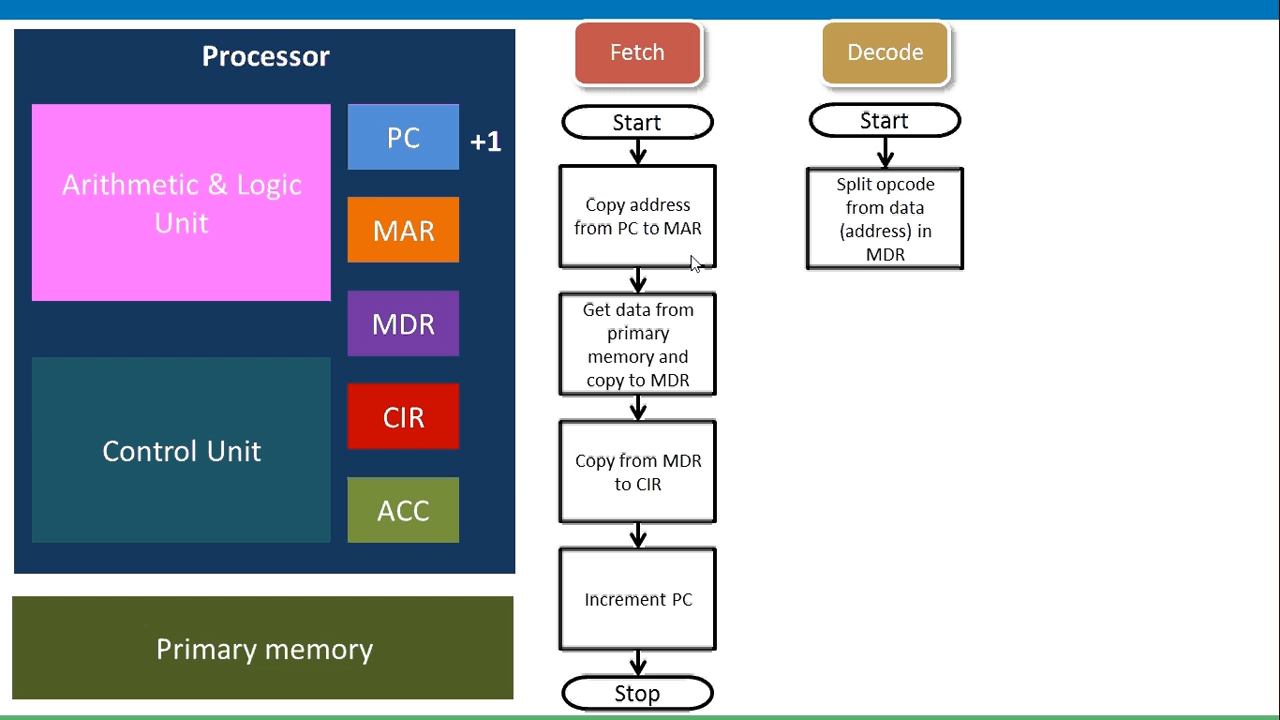 Processor
Arithmetic & Logic
Unit
PC
+1
MAR
MDR
Control Unit
CIR
ACC
Primary memory
Fetch
Start
Copy address
from PC to MAR
Get data from
primary
memory and
copy to MDR
Copy from MDR
to CIR
Increment PC
Stop
Decode
Start
Split opcode
from data
(address) in
MDR